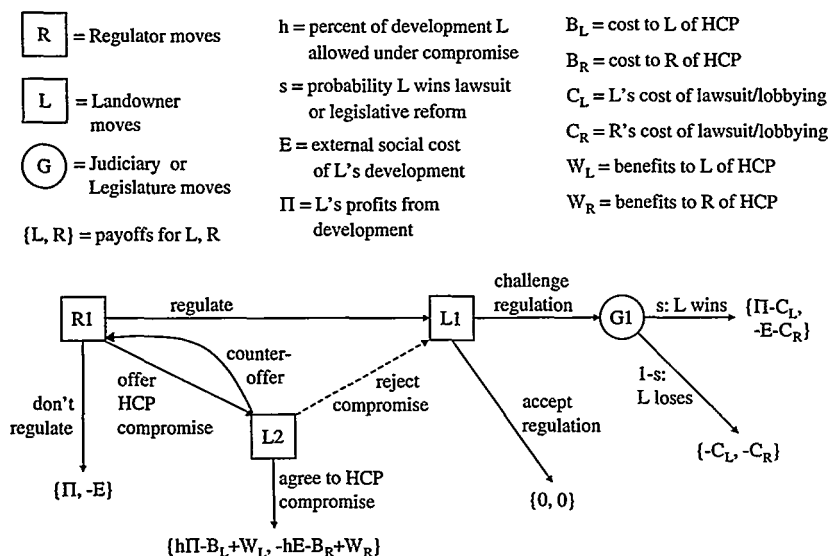 R = Regulator moves
L = Landowner
moves
G = Judiciary or
Legislature moves
{L, R} = payoffs for L, R
h = percent of development L
allowed under compromise
s = probability L wins lawsuit
or legislative reform
E = external social cost
of L's development
Π = L's profits from
development
B_L = cost to L of HCP
B_R = cost to R of HCP
C_L = L's cost of lawsuit/lobbying
C_R = R's cost of lawsuit/lobbying
W_L = benefits to L of HCP
W_R = benefits to R of HCP
R1
regulate
L1
challenge
regulation
G1
s: L wins
{Π-C_L,
-E-C_R}
counter-
offer
offer
HCP
compromise
don't
regulate
L2
reject
compromise
accept
regulation
1-s:
L loses
{-C_L, -C_R}
{Π, -E}
agree to HCP
compromise
{0, 0}
{hΠ-B_L+W_L, -hE-B_R+W_R}